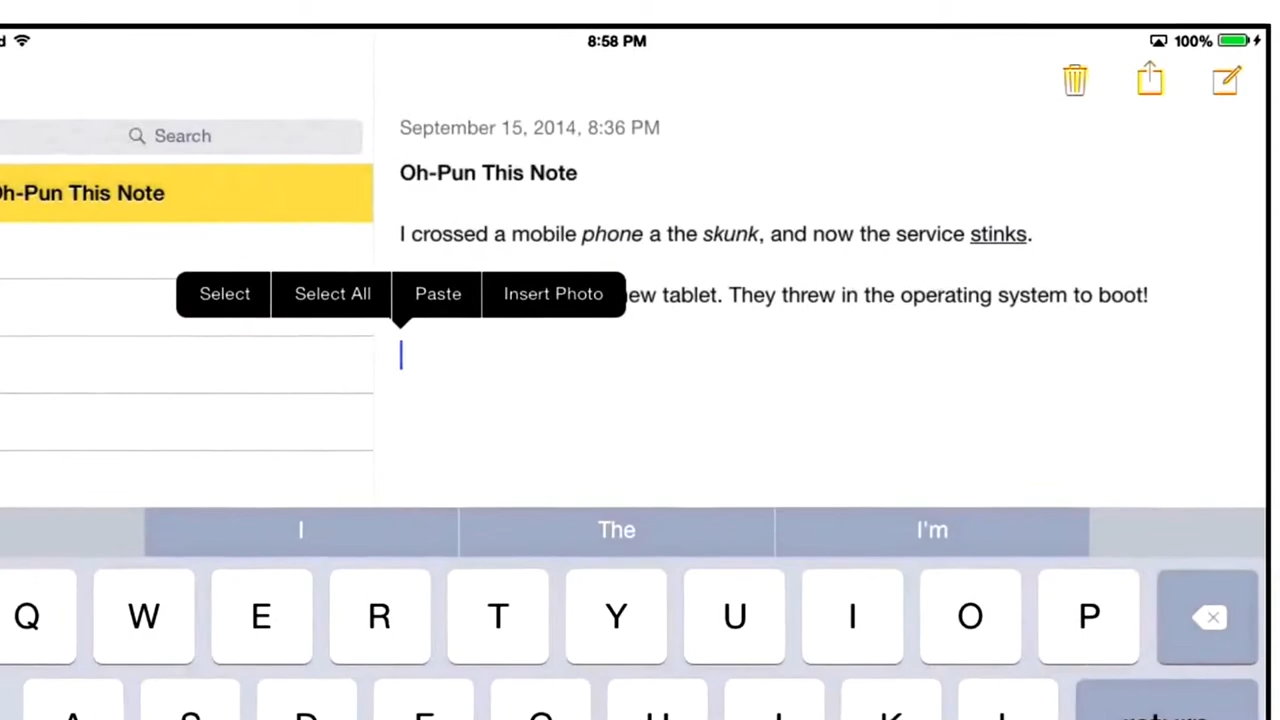 8:58 PM
100%
Search
September 15, 2014, 8:36 PM
Oh-Pun This Note
Oh-Pun This Note
I crossed a mobile phone a the skunk, and now the service stinks.
Select Select All Paste Insert Photo
tablet. They threw in the operating system to boot!
I The I'm
Q W E R T Y U I O P